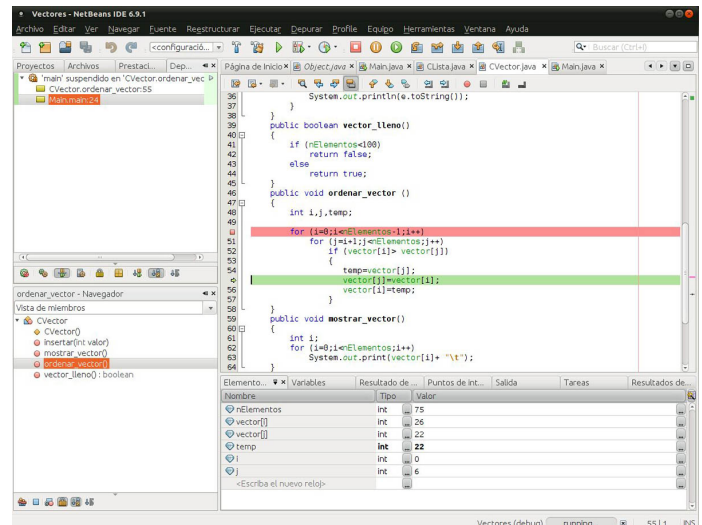 Vectores - NetBeans IDE 6.9.1
Archivo Editar Ver Navegar Fuente Reestructurar Ejecutar Depurar Profile Equipo Herramientas Ventana Ayuda
<configuració... Buscar (Ctrl+I)
Proyectos Archivos Prestaci... Dep...
Página de Inicio Object.java Main.java CLista.java CVector.java Main.java
'main' suspendido en 'CVector.ordenar_vec
CVector.ordenar_vector:55
Main.main:24
36 System.out.println(e.toString());
37 }
38 }
39 public boolean vector_lleno()
40 {
41 if (nElementos<100)
42 return false;
43 else
44 return true;
45 }
46 public void ordenar_vector ()
47 {
48 int i,j,temp;
49
for (i=0;i<nElementos-1;i++)
51 for (j=i+1;j<nElementos;j++)
52 if (vector[i]> vector[j])
53 {
54 temp=vector[j];
vector[j]=vector[i];
56 vector[i]=temp;
57 }
58 }
59 public void mostrar_vector()
60 {
61 int i;
62 for (i=0;i<nElementos;i++)
63 System.out.print(vector[i]+ "\t");
64 }
ordenar_vector - Navegador
Vista de miembros
CVector
CVector()
insertar(int valor)
mostrar_vector()
ordenar_vector()
vector_lleno() : boolean
Elemento... Variables Resultado de ... Puntos de int... Salida Tareas Resultados de...
Nombre Tipo Valor
nElementos int 75
vector[i] int 26
vector[j] int 22
temp int 22
i int 0
j int 6
<Escriba el nuevo reloj>
Vectores (debug) running 55|1 INS